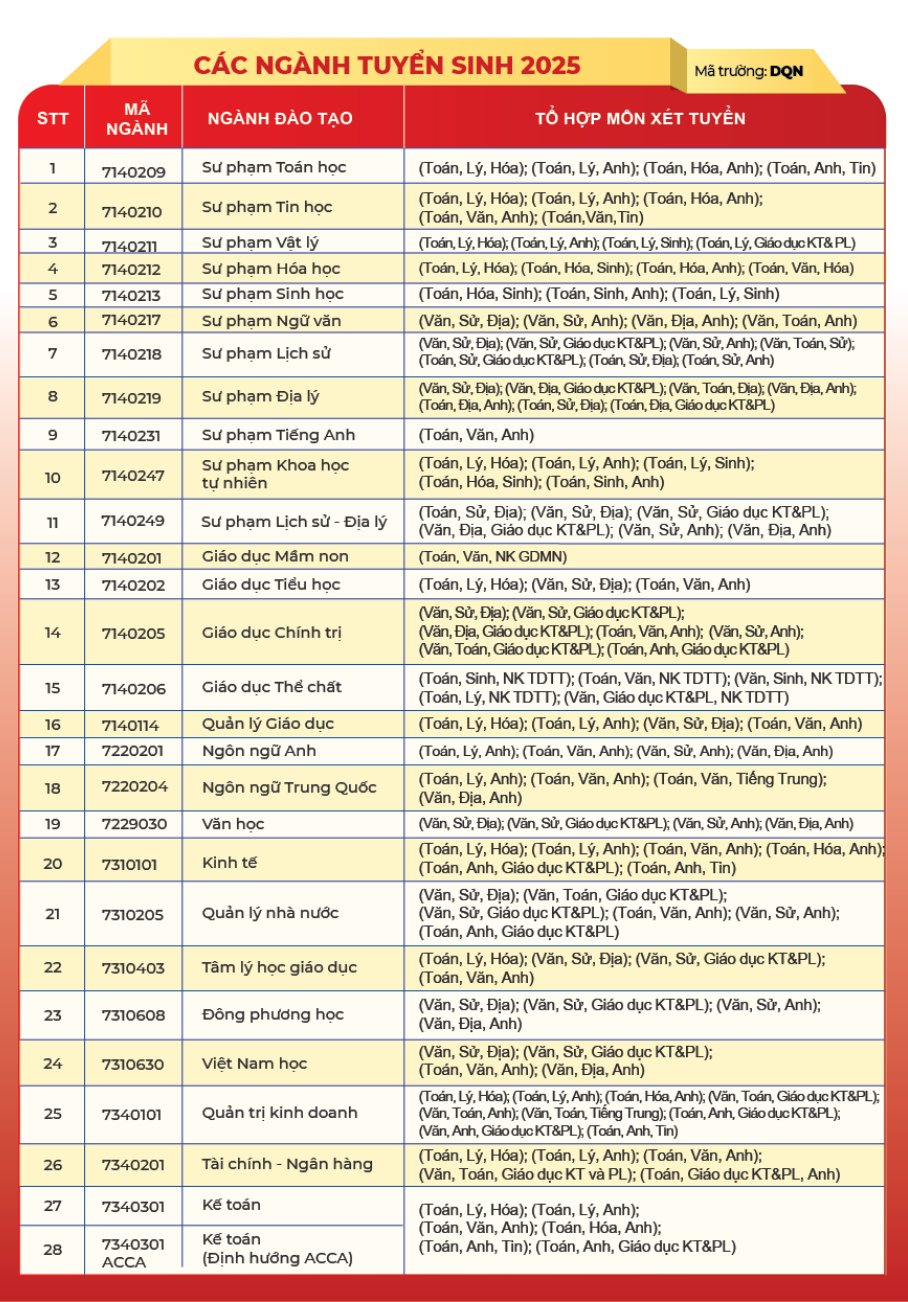 CÁC NGÀNH TUYỂN SINH 2025
Mã trường: DQN
STT MÃ NGÀNH NGÀNH ĐÀO TẠO TỔ HỢP MÔN XÉT TUYỂN
1 7140209 Sư phạm Toán học (Toán, Lý, Hóa); (Toán, Lý, Anh); (Toán, Hóa, Anh); (Toán, Anh, Tin)
2 7140210 Sư phạm Tin học (Toán, Lý, Hóa); (Toán, Lý, Anh); (Toán, Hóa, Anh);
(Toán, Văn, Anh); (Toán,Văn,Tin)
3 7140211 Sư phạm Vật lý (Toán, Lý, Hóa); (Toán, Lý, Anh); (Toán, Lý, Sinh); (Toán, Lý, Giáo dục KT& PL)
4 7140212 Sư phạm Hóa học (Toán, Lý, Hóa); (Toán, Hóa, Sinh); (Toán, Hóa, Anh); (Toán, Văn, Hóa)
5 7140213 Sư phạm Sinh học (Toán, Hóa, Sinh); (Toán, Sinh, Anh); (Toán, Lý, Sinh)
6 7140217 Sư phạm Ngữ văn (Văn, Sử, Địa); (Văn, Sử, Anh); (Văn, Địa, Anh); (Văn, Toán, Anh)
7 7140218 Sư phạm Lịch sử (Văn, Sử, Địa); (Văn, Sử, Giáo dục KT&PL); (Văn, Sử, Anh); (Văn, Toán, Sử);
(Toán, Sử, Giáo dục KT&PL); (Toán, Sử, Địa); (Toán, Sử, Anh)
8 7140219 Sư phạm Địa lý (Văn, Sử, Địa); (Văn, Địa, Giáo dục KT&PL); (Văn, Toán, Địa); (Văn, Địa, Anh);
(Toán, Địa, Anh); (Toán, Sử, Địa); (Toán, Địa, Giáo dục KT&PL)
9 7140231 Sư phạm Tiếng Anh (Toán, Văn, Anh)
10 7140247 Sư phạm Khoa học (Toán, Lý, Hóa); (Toán, Lý, Anh); (Toán, Lý, Sinh);
tự nhiên (Toán, Hóa, Sinh); (Toán, Sinh, Anh)
11 7140249 Sư phạm Lịch sử - Địa lý (Toán, Sử, Địa); (Văn, Sử, Địa); (Văn, Sử, Giáo dục KT&PL);
(Văn, Địa, Giáo dục KT&PL); (Văn, Sử, Anh); (Văn, Địa, Anh)
12 7140201 Giáo dục Mầm non (Toán, Văn, NK GDMN)
13 7140202 Giáo dục Tiểu học (Toán, Lý, Hóa); (Văn, Sử, Địa); (Toán, Văn, Anh)
14 7140205 Giáo dục Chính trị (Văn, Sử, Địa); (Văn, Sử, Giáo dục KT&PL);
(Văn, Địa, Giáo dục KT&PL); (Toán, Văn, Anh); (Văn, Sử, Anh);
(Văn, Toán, Giáo dục KT&PL); (Toán, Anh, Giáo dục KT&PL)
15 7140206 Giáo dục Thể chất (Toán, Sinh, NK TDTT); (Toán, Văn, NK TDTT); (Văn, Sinh, NK TDTT);
(Toán, Lý, NK TDTT); (Văn, Giáo dục KT&PL, NK TDTT)
16 7140114 Quản lý Giáo dục (Toán, Lý, Hóa); (Toán, Lý, Anh); (Văn, Sử, Địa); (Toán, Văn, Anh)
17 7220201 Ngôn ngữ Anh (Toán, Lý, Anh); (Toán, Văn, Anh); (Văn, Sử, Anh); (Văn, Địa, Anh)
18 7220204 Ngôn ngữ Trung Quốc (Toán, Lý, Anh); (Toán, Văn, Anh); (Toán, Văn, Tiếng Trung);
(Văn, Địa, Anh)
19 7229030 Văn học (Văn, Sử, Địa); (Văn, Sử, Giáo dục KT&PL); (Văn, Sử, Anh); (Văn, Địa, Anh)
20 7310101 Kinh tế (Toán, Lý, Hóa); (Toán, Lý, Anh); (Toán, Văn, Anh); (Toán, Hóa, Anh);
(Toán, Anh, Giáo dục KT&PL); (Toán, Anh, Tin)
21 7310205 Quản lý nhà nước (Văn, Sử, Địa); (Văn, Toán, Giáo dục KT&PL);
(Văn, Sử, Giáo dục KT&PL); (Toán, Văn, Anh); (Văn, Sử, Anh);
(Toán, Anh, Giáo dục KT&PL)
22 7310403 Tâm lý học giáo dục (Toán, Lý, Hóa); (Văn, Sử, Địa); (Văn, Sử, Giáo dục KT&PL);
(Toán, Văn, Anh)
23 7310608 Đông phương học (Văn, Sử, Địa); (Văn, Sử, Giáo dục KT&PL); (Văn, Sử, Anh);
(Văn, Địa, Anh)
24 7310630 Việt Nam học (Văn, Sử, Địa); (Văn, Sử, Giáo dục KT&PL);
(Toán, Văn, Anh); (Văn, Địa, Anh)
25 7340101 Quản trị kinh doanh (Toán, Lý, Hóa); (Toán, Lý, Anh); (Toán, Hóa, Anh); (Văn, Toán, Giáo dục KT&PL);
(Văn, Toán, Anh); (Văn, Toán, Tiếng Trung); (Toán, Anh, Giáo dục KT&PL);
(Văn, Anh, Giáo dục KT&PL); (Toán, Anh, Tin)
26 7340201 Tài chính - Ngân hàng (Toán, Lý, Hóa); (Toán, Lý, Anh); (Toán, Văn, Anh);
(Văn, Toán, Giáo dục KT và PL); (Toán, Giáo dục KT&PL, Anh)
27 7340301 Kế toán (Toán, Lý, Hóa); (Toán, Lý, Anh);
(Toán, Văn, Anh); (Toán, Hóa, Anh);
28 7340301 Kế toán (Toán, Anh, Tin); (Toán, Anh, Giáo dục KT&PL)
ACCA (Định hướng ACCA)